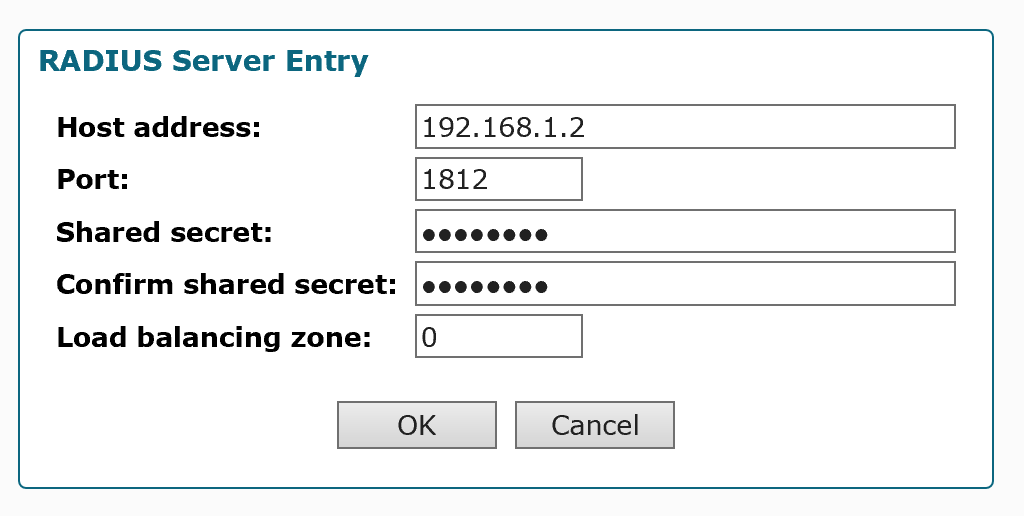 RADIUS Server Entry
Host address: 192.168.1.2
Port: 1812
Shared secret: ●●●●●●●●
Confirm shared secret: ●●●●●●●●
Load balancing zone: 0
OK Cancel